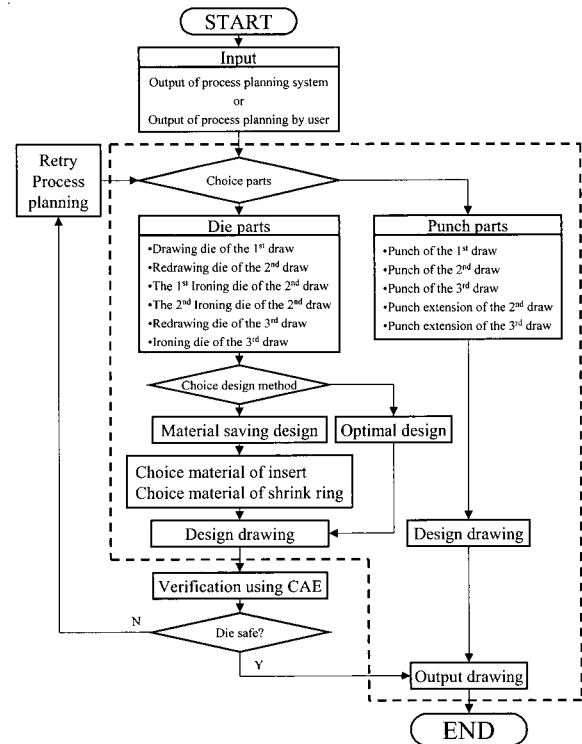 START
Input
Output of process planning system
or
Output of process planning by user
Retry
Process
planning
Choice parts
Die parts
•Drawing die of the 1st draw
•Redrawing die of the 2nd draw
•The 1st Ironing die of the 2nd draw
•The 2nd Ironing die of the 2nd draw
•Redrawing die of the 3rd draw
•Ironing die of the 3rd draw
Punch parts
•Punch of the 1st draw
•Punch of the 2nd draw
•Punch of the 3rd draw
•Punch extension of the 2nd draw
•Punch extension of the 3rd draw
Choice design method
Material saving design
Optimal design
Choice material of insert
Choice material of shrink ring
Design drawing
Design drawing
Verification using CAE
N
Die safe?
Y
Output drawing
END